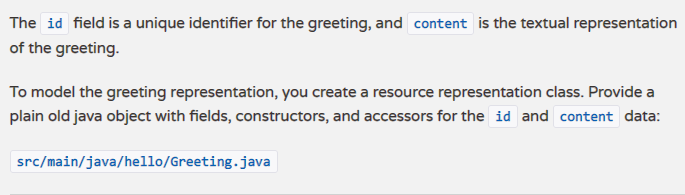 The id field is a unique identifier for the greeting, and content is the textual representation
of the greeting.
To model the greeting representation, you create a resource representation class. Provide a
plain old java object with fields, constructors, and accessors for the id and content data:
src/main/java/hello/Greeting.java